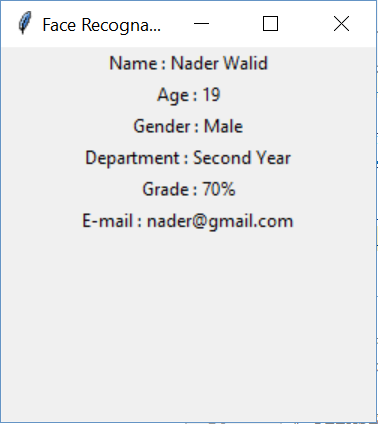 Face Recogna...
Name : Nader Walid
Age : 19
Gender : Male
Department : Second Year
Grade : 70%
E-mail : nader@gmail.com